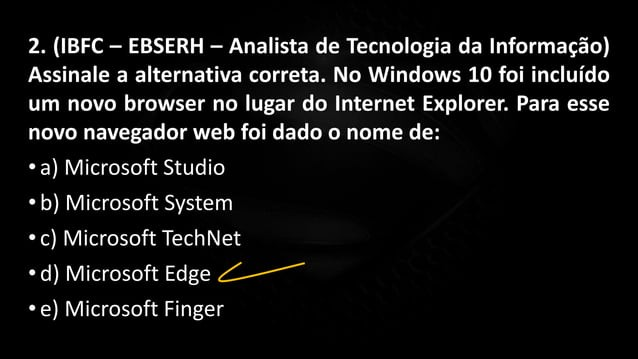 2. (IBFC – EBSERH – Analista de Tecnologia da Informação)
Assinale a alternativa correta. No Windows 10 foi incluído
um novo browser no lugar do Internet Explorer. Para esse
novo navegador web foi dado o nome de:
• a) Microsoft Studio
• b) Microsoft System
• c) Microsoft TechNet
• d) Microsoft Edge
• e) Microsoft Finger